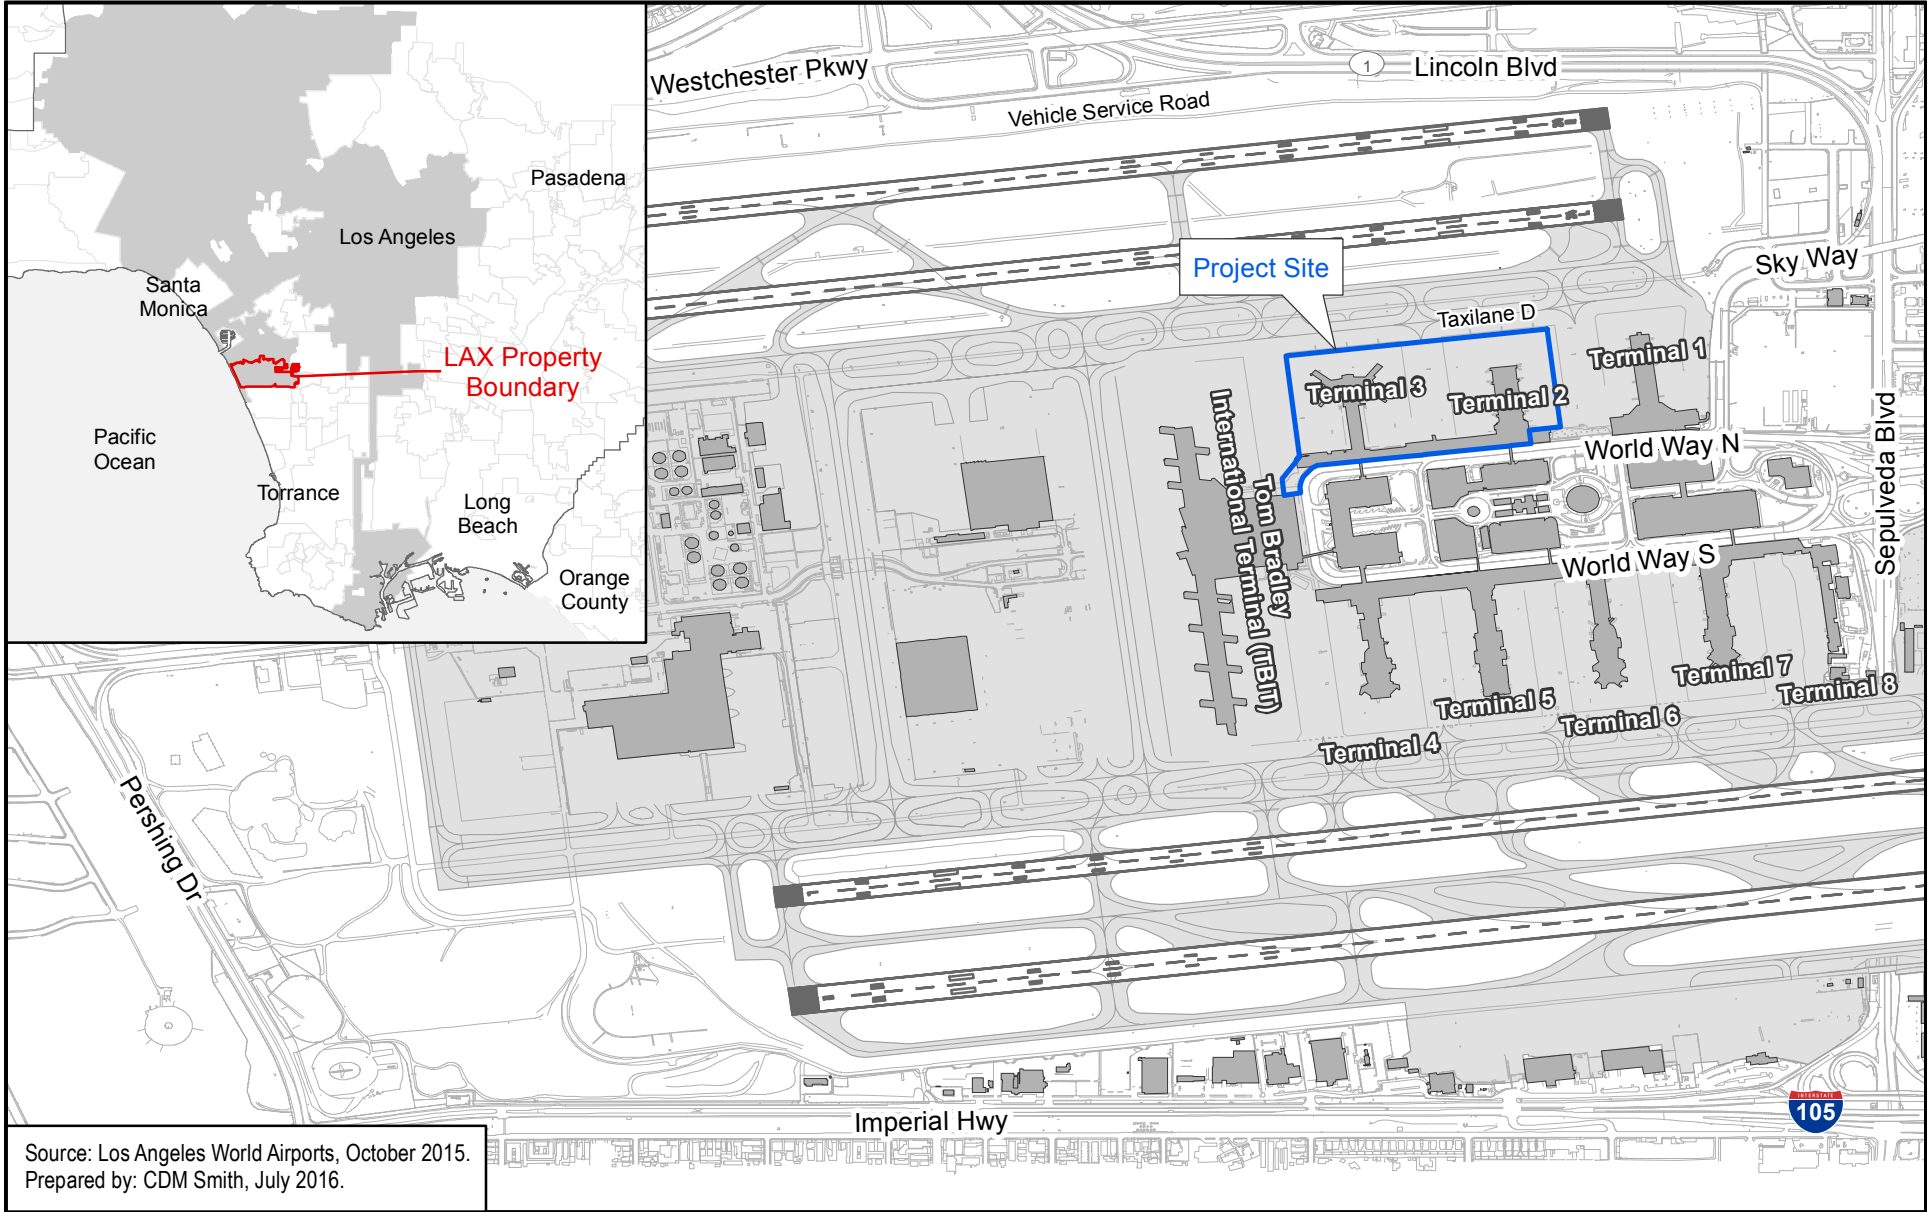 Pasadena
Los Angeles
Santa
Monica
LAX Property
Boundary
Pacific
Ocean
Torrance
Long
Beach
Orange
County
Westchester Pkwy
1
Lincoln Blvd
Vehicle Service Road
Sky Way
Project Site
Taxilane D
Terminal 1
Terminal 3
Terminal 2
World Way N
Sepulveda Blvd
Tom Bradley
International Terminal (TBIT)
World Way S
Terminal 7
Terminal 8
Terminal 5
Terminal 6
Terminal 4
Pershing Dr
INTERSTATE
105
Imperial Hwy
Source: Los Angeles World Airports, October 2015.
Prepared by: CDM Smith, July 2016.